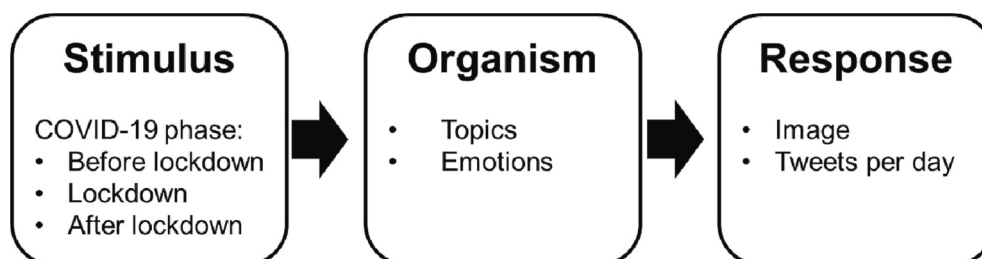 Stimulus
COVID-19 phase:
• Before lockdown
• Lockdown
• After lockdown
Organism
• Topics
• Emotions
Response
• Image
• Tweets per day